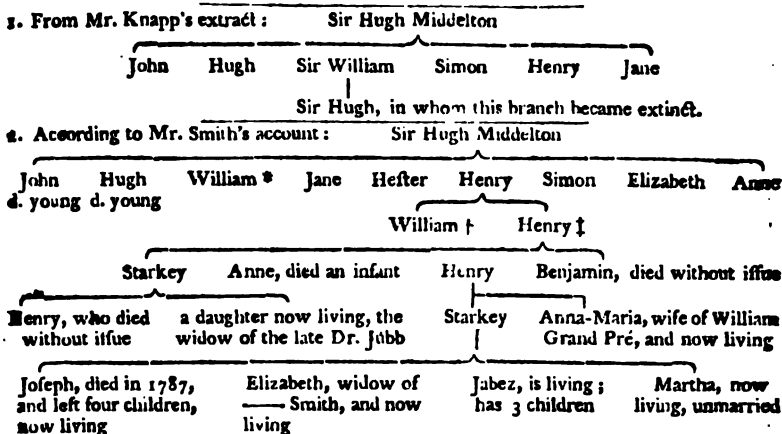 1. From Mr. Knapp's extract: Sir Hugh Middelton
John Hugh Sir William Simon Henry Jane
Sir Hugh, in whom this branch became extinct.
2. According to Mr. Smith's account: Sir Hugh Middelton
John Hugh William * Jane Hester Henry Simon Elizabeth Anne
d. young d. young
William † Henry ‡
Starkey Anne, died an infant Henry Benjamin, died without issue
Henry, who died a daughter now living, the Starkey Anna-Maria, wife of William
without issue widow of the late Dr. Jubb Grand Pré, and now living
Joseph, died in 1787, Elizabeth, widow of Jabez, is living; Martha, now
and left four children, —— Smith, and now has 3 children living, unmarried
now living living